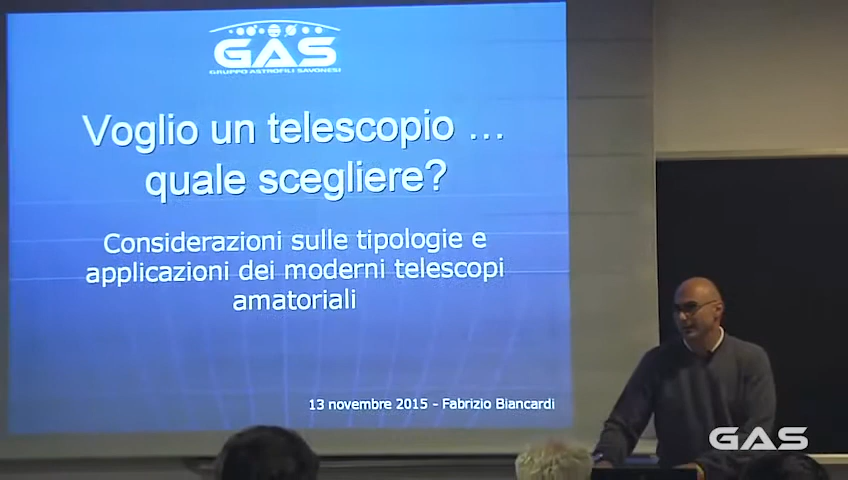 GAS
GRUPPO ASTROFILI SAVONESI
Voglio un telescopio ...
quale scegliere?
Considerazioni sulle tipologie e
applicazioni dei moderni telescopi
amatoriali
13 novembre 2015 - Fabrizio Biancardi
GAS